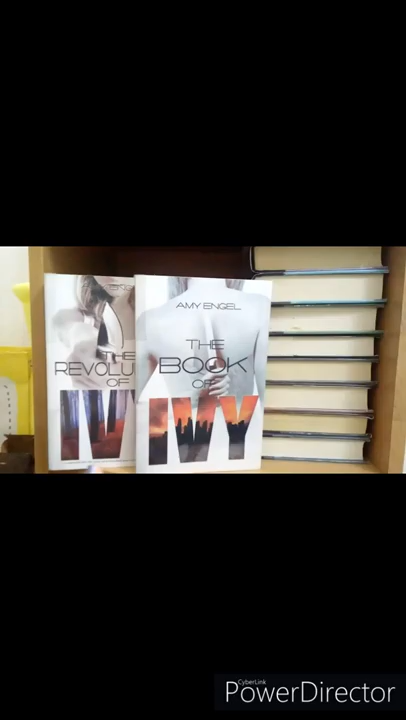 THE
REVOLU
OF
IVY
AMY ENGEL
THE
BOOK
OF
IVY
CyberLink
PowerDirector